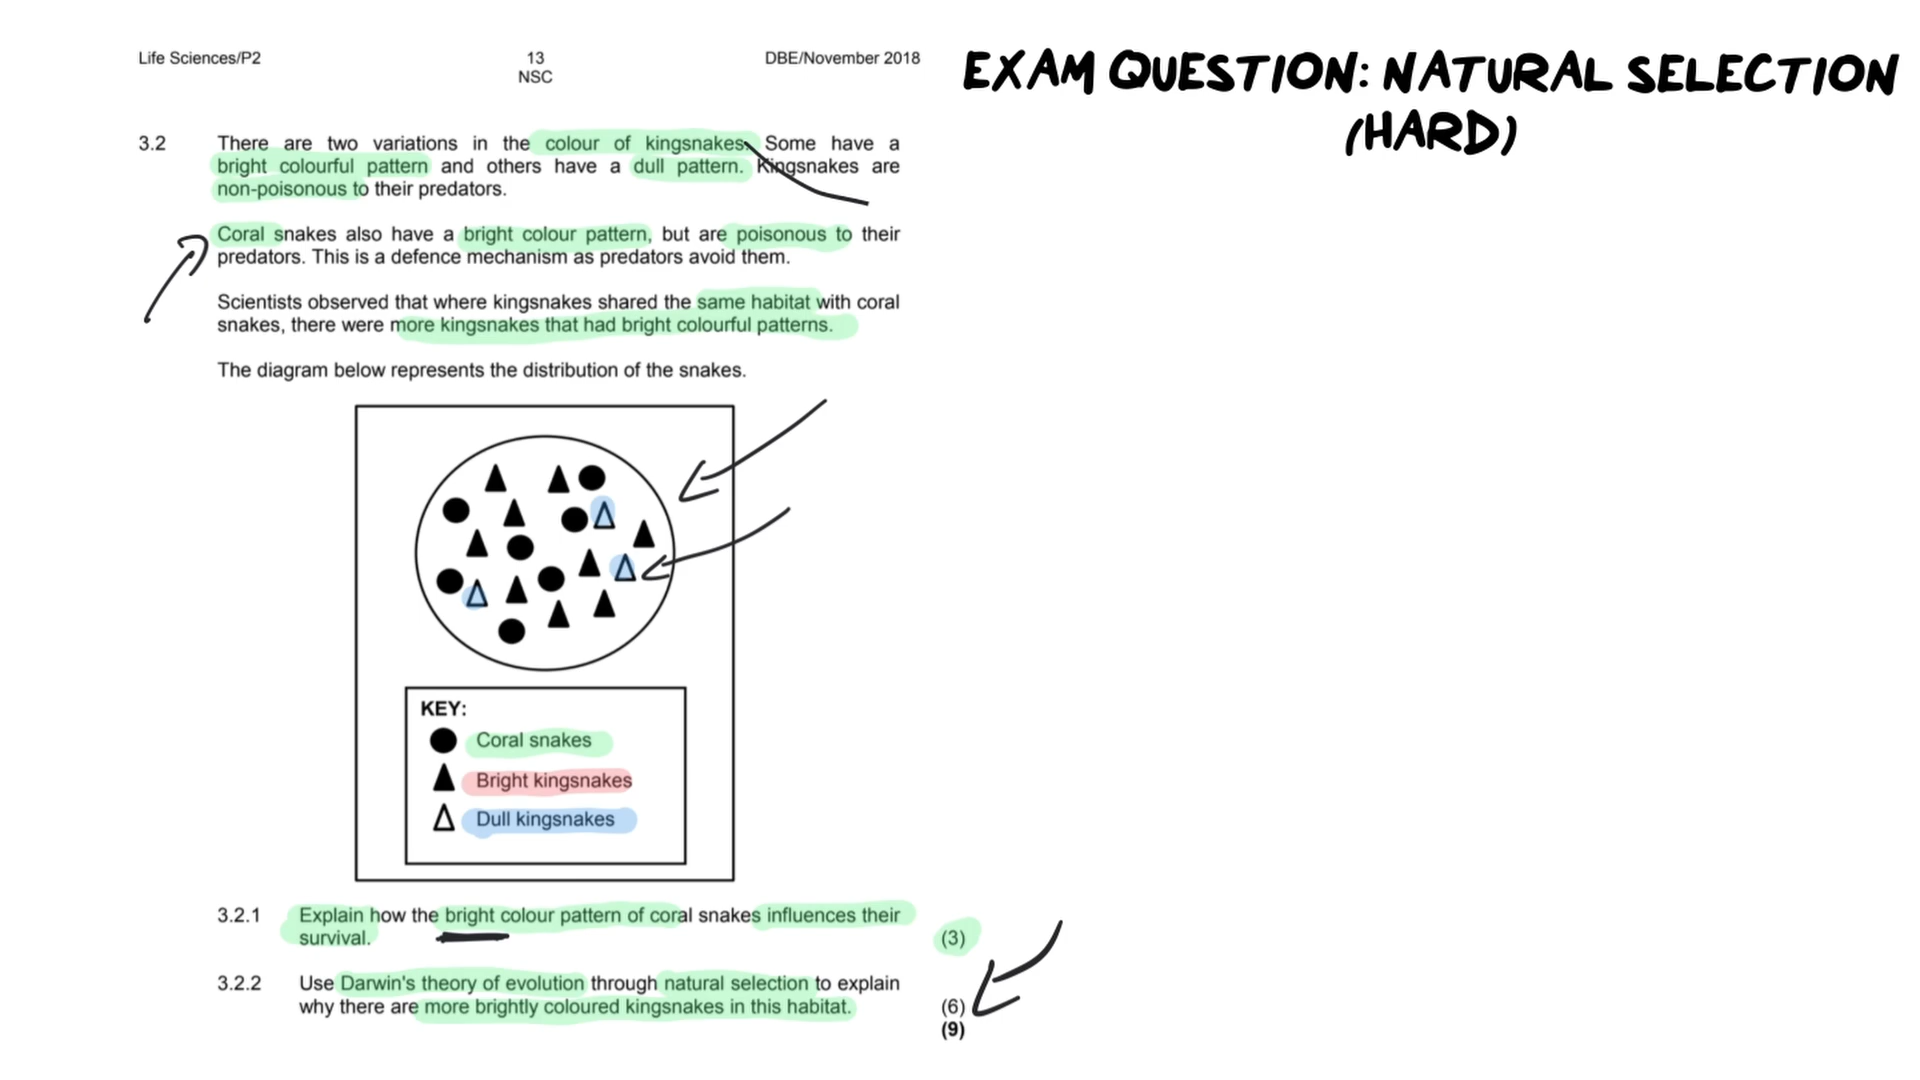 Life Sciences/P2
13
NSC
DBE/November 2018
EXAM QUESTION: NATURAL SELECTION
(HARD)
3.2
There are two variations in the colour of kingsnakes. Some have a
bright colourful pattern and others have a dull pattern. Kingsnakes are
non-poisonous to their predators.
Coral snakes also have a bright colour pattern, but are poisonous to their
predators. This is a defence mechanism as predators avoid them.
Scientists observed that where kingsnakes shared the same habitat with coral
snakes, there were more kingsnakes that had bright colourful patterns.
The diagram below represents the distribution of the snakes.
KEY:
Coral snakes
Bright kingsnakes
Dull kingsnakes
3.2.1 Explain how the bright colour pattern of coral snakes influences their
survival. (3)
3.2.2 Use Darwin's theory of evolution through natural selection to explain
why there are more brightly coloured kingsnakes in this habitat. (6)
(9)